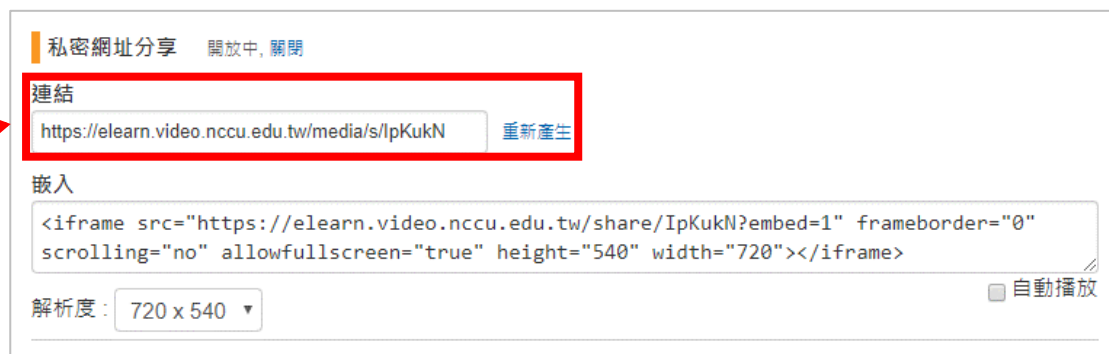 私密網址分享 開放中, 關閉
連結
https://elearn.video.nccu.edu.tw/media/s/IpKukN 重新產生
嵌入
<iframe src="https://elearn.video.nccu.edu.tw/share/IpKukN?embed=1" frameborder="0"
scrolling="no" allowfullscreen="true" height="540" width="720"></iframe>
自動播放
解析度 : 720 x 540